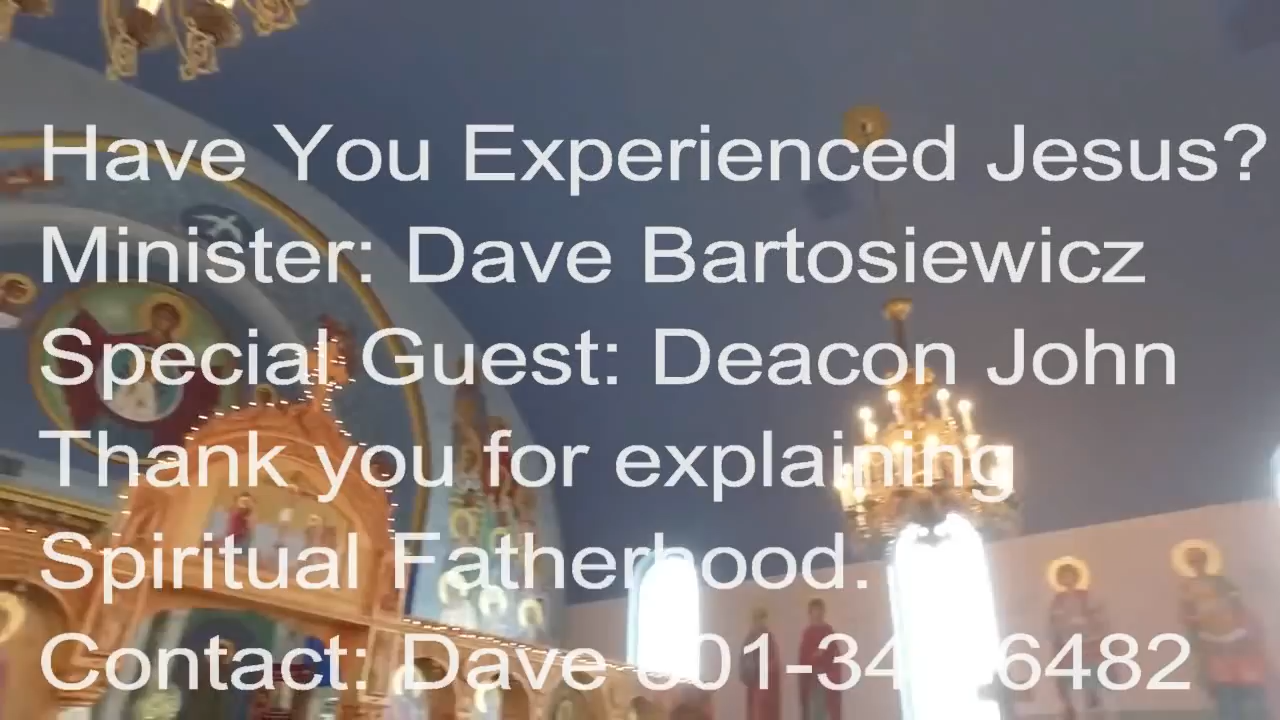 Have You Experienced Jesus?
Minister: Dave Bartosiewicz
Special Guest: Deacon John
Thank you for explaining
Spiritual Fatherhood.
Contact: Dave